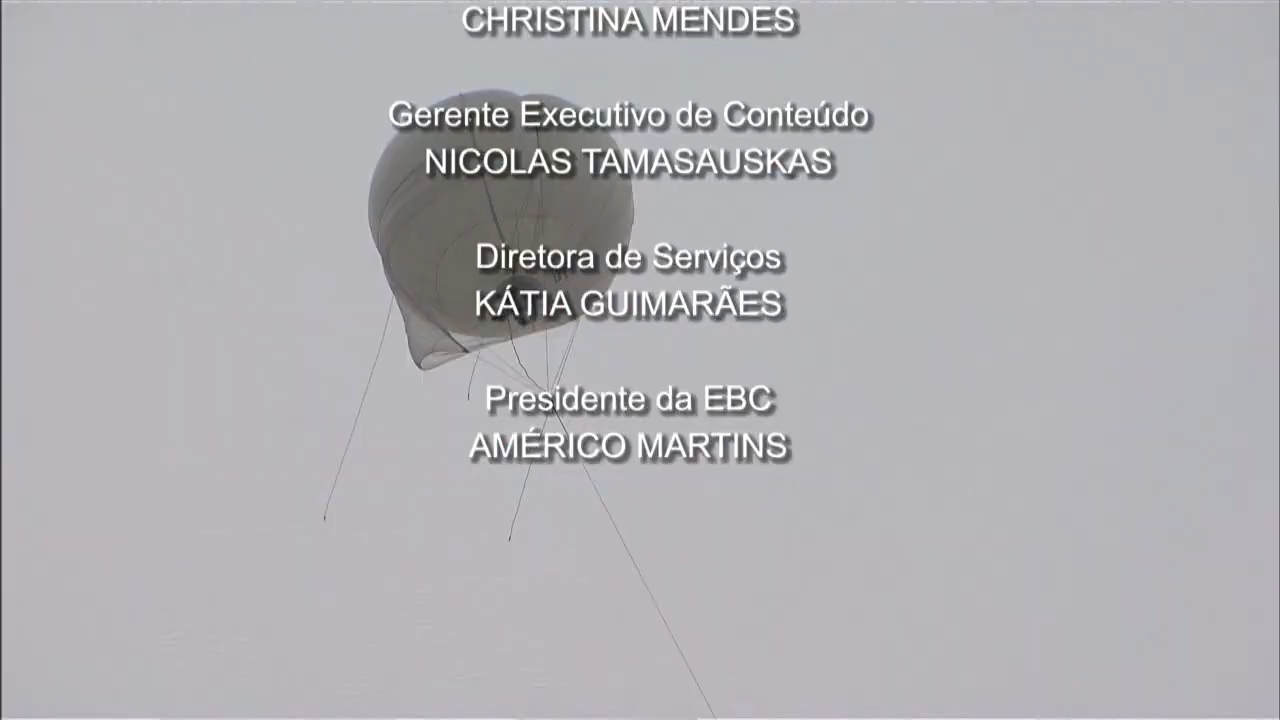 CHRISTINA MENDES
Gerente Executivo de Conteúdo
NICOLAS TAMASAUSKAS
Diretora de Serviços
KÁTIA GUIMARÃES
Presidente da EBC
AMÉRICO MARTINS